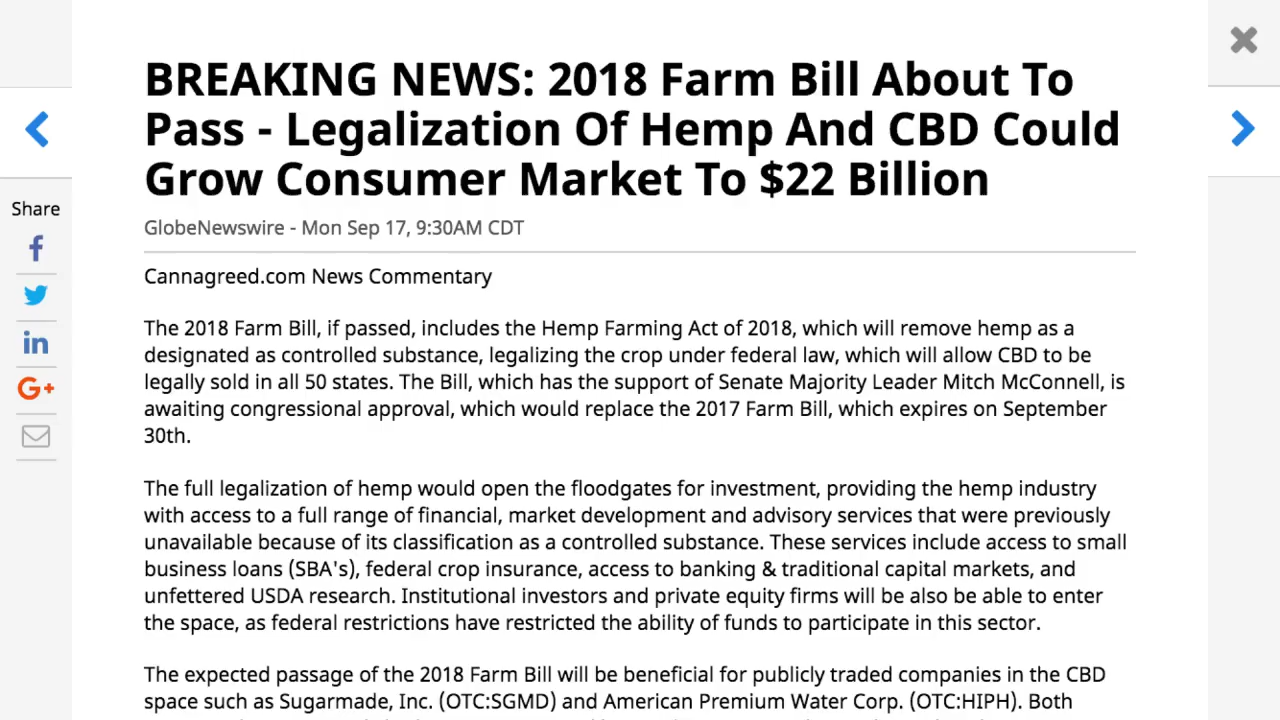 BREAKING NEWS: 2018 Farm Bill About To
Pass - Legalization Of Hemp And CBD Could
Grow Consumer Market To $22 Billion
GlobeNewswire - Mon Sep 17, 9:30AM CDT
Share
Cannagreed.com News Commentary
The 2018 Farm Bill, if passed, includes the Hemp Farming Act of 2018, which will remove hemp as a
designated as controlled substance, legalizing the crop under federal law, which will allow CBD to be
legally sold in all 50 states. The Bill, which has the support of Senate Majority Leader Mitch McConnell, is
awaiting congressional approval, which would replace the 2017 Farm Bill, which expires on September
30th.
The full legalization of hemp would open the floodgates for investment, providing the hemp industry
with access to a full range of financial, market development and advisory services that were previously
unavailable because of its classification as a controlled substance. These services include access to small
business loans (SBA's), federal crop insurance, access to banking & traditional capital markets, and
unfettered USDA research. Institutional investors and private equity firms will be also be able to enter
the space, as federal restrictions have restricted the ability of funds to participate in this sector.
The expected passage of the 2018 Farm Bill will be beneficial for publicly traded companies in the CBD
space such as Sugarmade, Inc. (OTC:SGMD) and American Premium Water Corp. (OTC:HIPH). Both